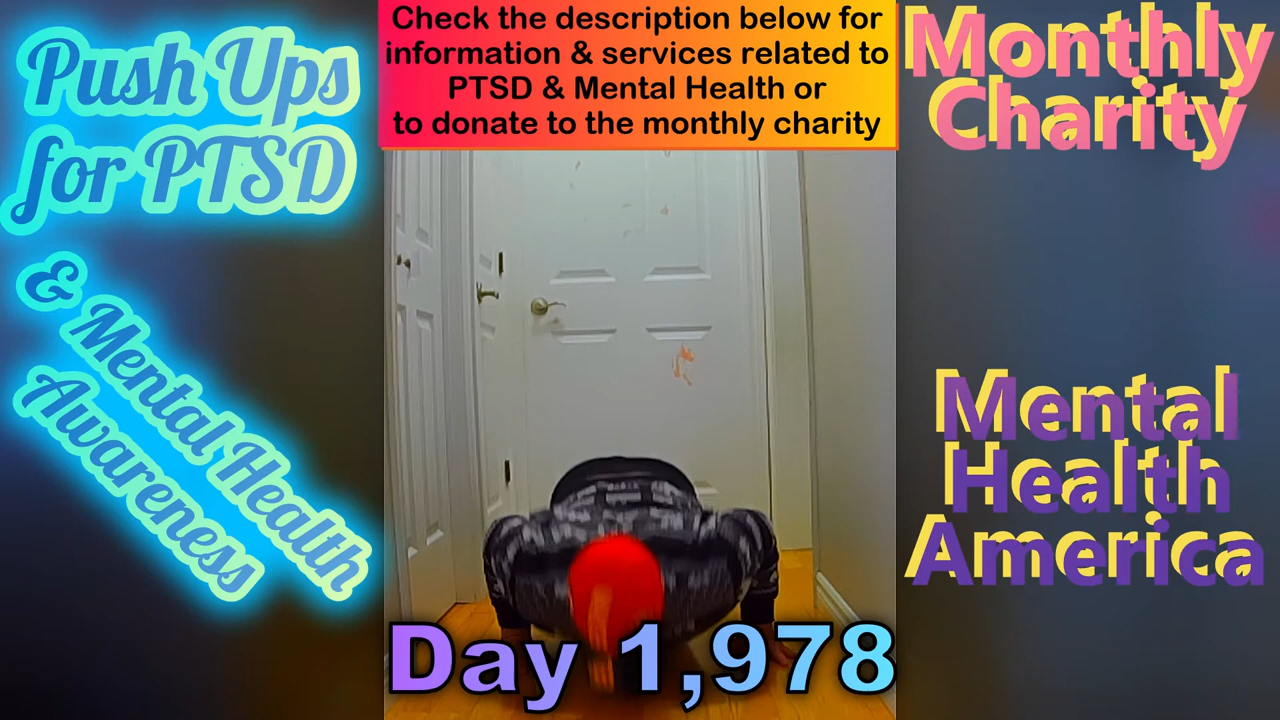 Push Ups
for PTSD
& Mental Health
Awareness
Check the description below for
information & services related to
PTSD & Mental Health or
to donate to the monthly charity
Monthly
Charity
Mental
Health
America
Day 1,978